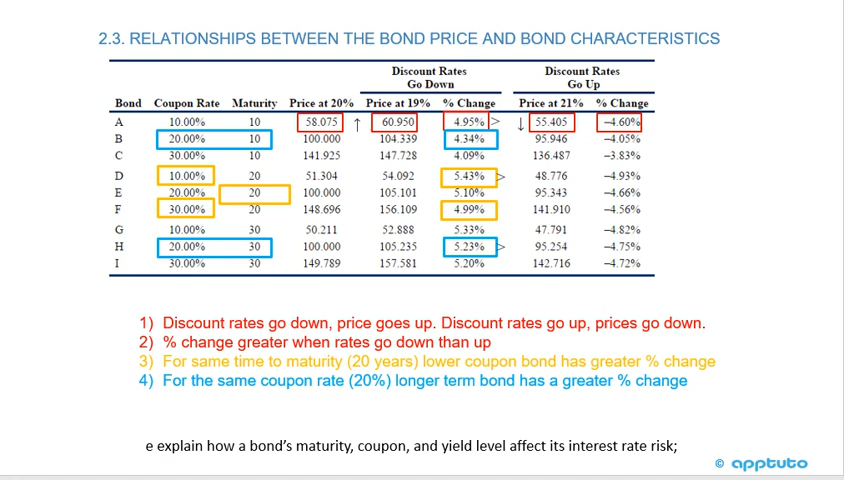 2.3. RELATIONSHIPS BETWEEN THE BOND PRICE AND BOND CHARACTERISTICS
Discount Rates Discount Rates
Go Down Go Up
Bond Coupon Rate Maturity Price at 20% Price at 19% % Change Price at 21% % Change
A 10.00% 10 58.075 ↑ 60.950 4.95% > ↓ 55.405 –4.60%
B 20.00% 10 100.000 104.339 4.34% 95.946 –4.05%
C 30.00% 10 141.925 147.728 4.09% 136.487 –3.83%
D 10.00% 20 51.304 54.092 5.43% > 48.776 –4.93%
E 20.00% 20 100.000 105.101 5.10% 95.343 –4.66%
F 30.00% 20 148.696 156.109 4.99% 141.910 –4.56%
G 10.00% 30 50.211 52.888 5.33% 47.791 –4.82%
H 20.00% 30 100.000 105.235 5.23% > 95.254 –4.75%
I 30.00% 30 149.789 157.581 5.20% 142.716 –4.72%
1) Discount rates go down, price goes up. Discount rates go up, prices go down.
2) % change greater when rates go down than up
3) For same time to maturity (20 years) lower coupon bond has greater % change
4) For the same coupon rate (20%) longer term bond has a greater % change
e explain how a bond's maturity, coupon, and yield level affect its interest rate risk;
© apptuto